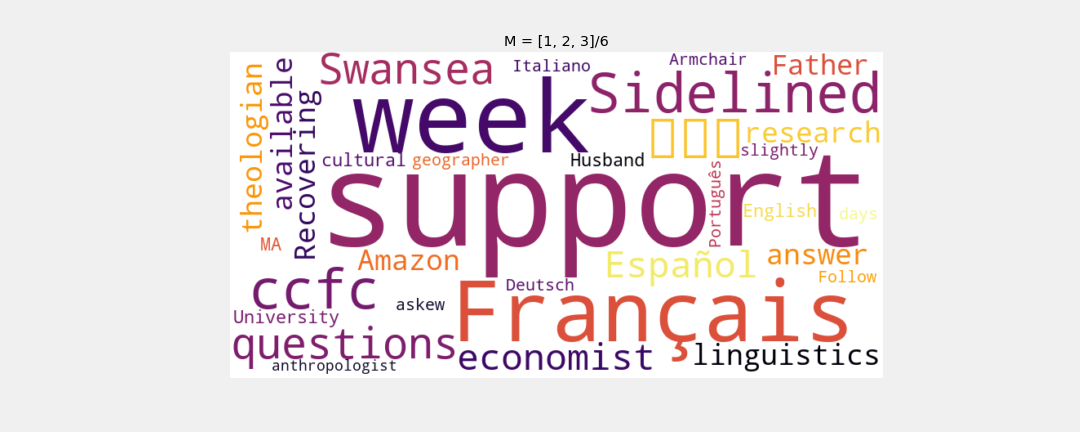 M = [1, 2, 3]/6
Swansea
Italiano
Armchair
Father
week
Sidelined
theologian
available
Recovering
research
slightly
cultural
geographer
Husband
support
Português
English
days
MA
Amazon
Español
answer
Follow
ccfc
askew
Deutsch
Français
University
questions
economist
linguistics
anthropologist